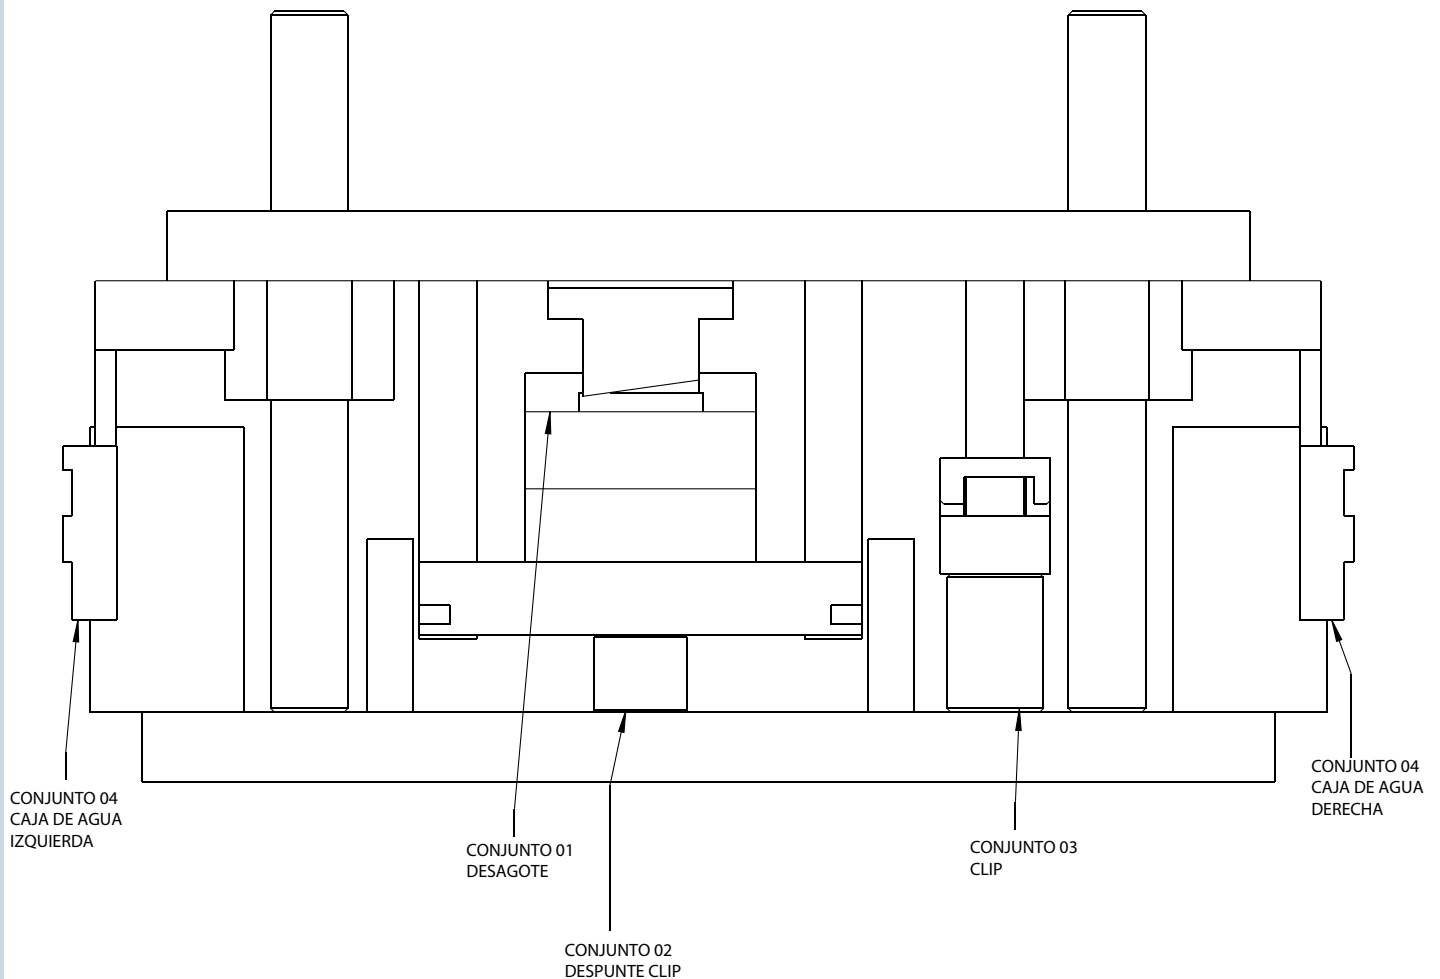 CONJUNTO 04
CAJA DE AGUA
IZQUIERDA
CONJUNTO 01
DESAGOTE
CONJUNTO 02
DESPUNTE CLIP
CONJUNTO 03
CLIP
CONJUNTO 04
CAJA DE AGUA
DERECHA